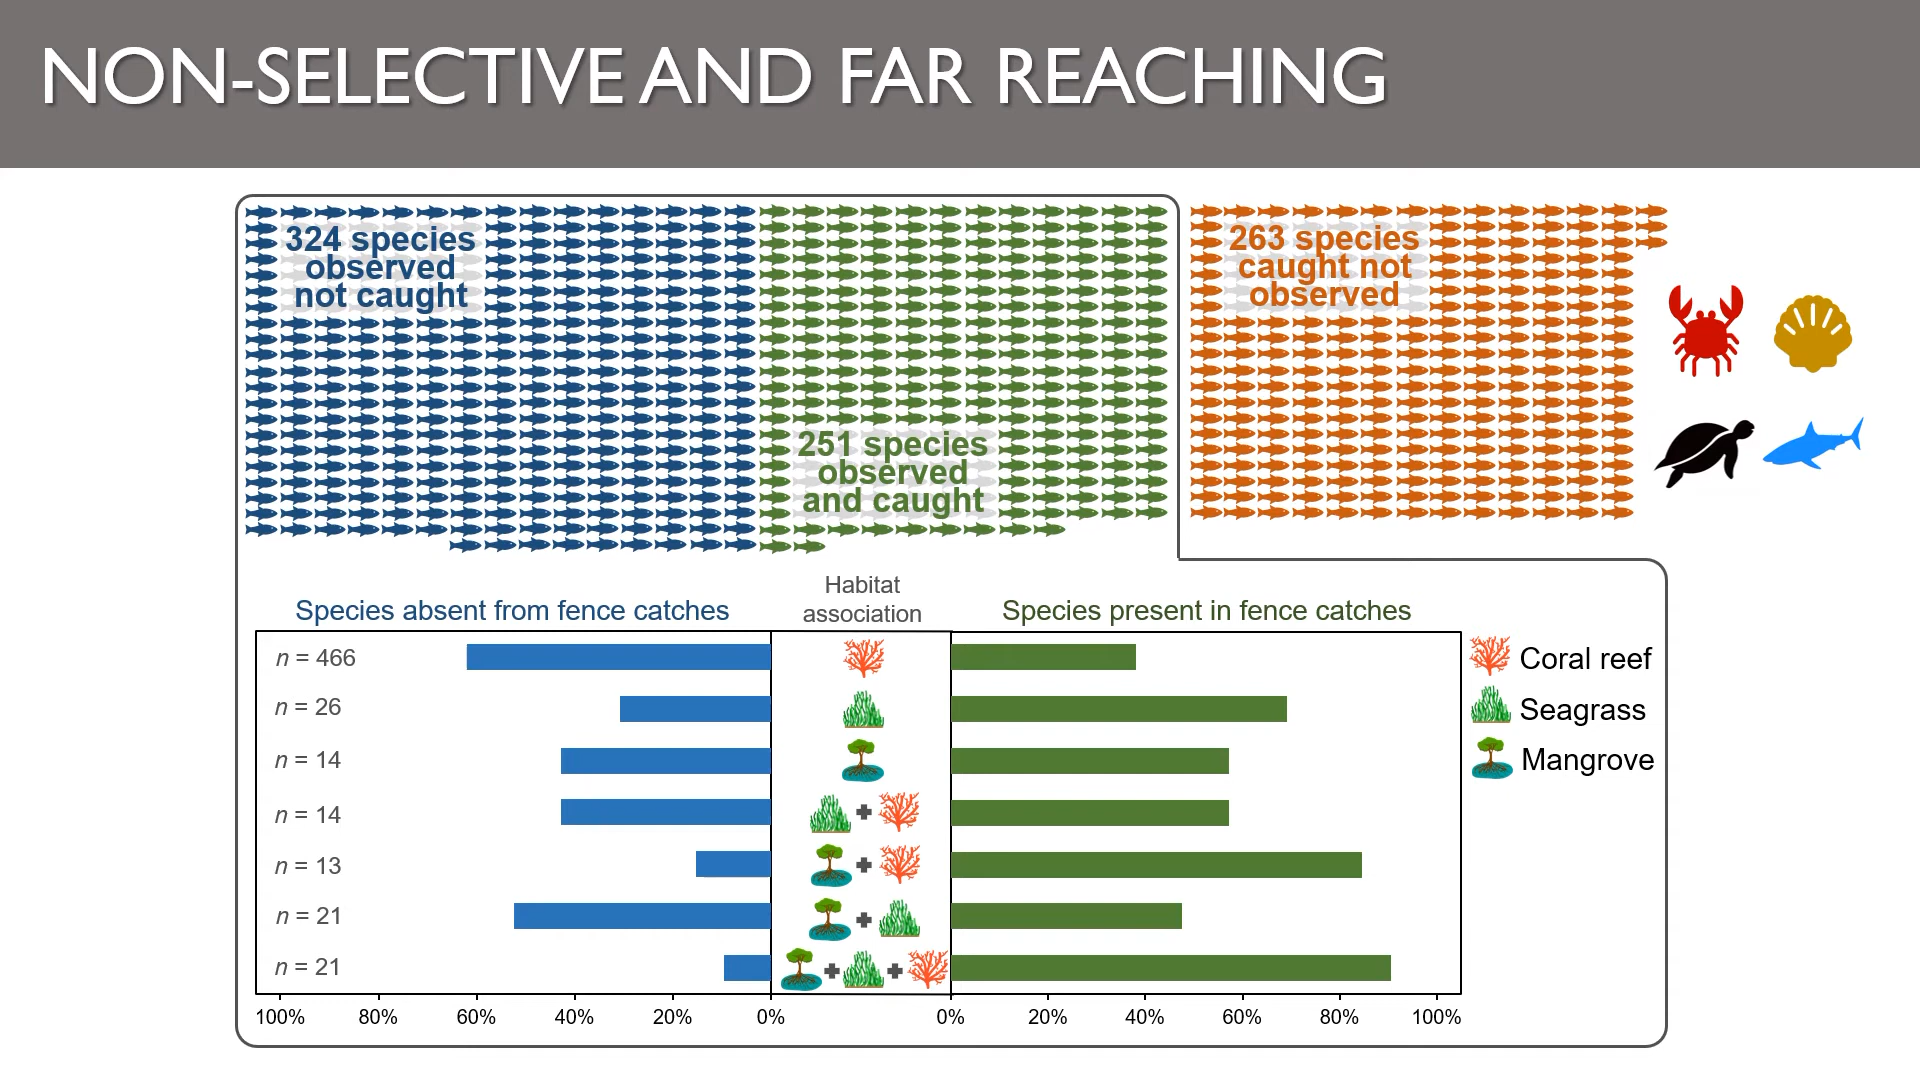 NON-SELECTIVE AND FAR REACHING
324 species
observed
not caught
251 species
observed
and caught
263 species
caught not
observed
Species absent from fence catches
Habitat
association
Species present in fence catches
n = 466
n = 26
n = 14
n = 14
n = 13
n = 21
n = 21
Coral reef
Seagrass
Mangrove
100% 80% 60% 40% 20% 0%
0% 20% 40% 60% 80% 100%